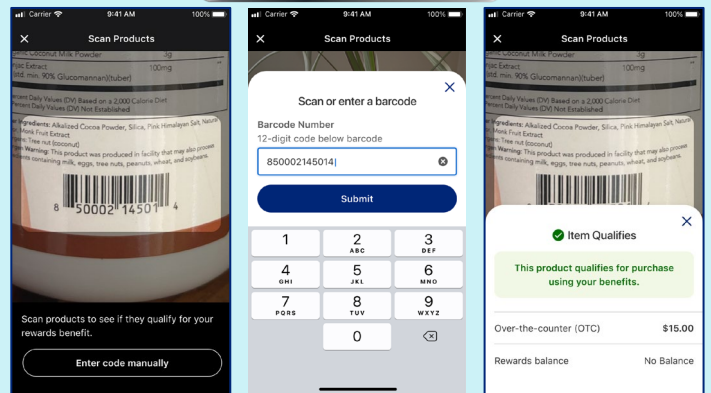 Carrier 9:41 AM 100%
Scan Products
Coconut Milk Powder 3g
Extract 100mg
(std. min. 90% Glucomannan)(tuber)
Daily Values (DV) Based on a 2,000 Calorie Diet
Daily Values (DV) Not Established
Ingredients: Alkalized Cocoa Powder, Silica, Pink Himalayan Salt,
Monk Fruit Extract
Tree nut (coconut)
Warning: This product was produced in facility that may also process
containing milk, eggs, tree nuts, peanuts, wheat, and soybeans.
8 50002 14501 4
Scan products to see if they qualify for your
rewards benefit.
Enter code manually
Carrier 9:41 AM 100%
Scan Products
Scan or enter a barcode
Barcode Number
12-digit code below barcode
850002145014
Submit
1 2 ABC 3 DEF
4 GHI 5 JKL 6 MNO
7 PQRS 8 TUV 9 WXYZ
0
Carrier 9:41 AM 100%
Scan Products
Coconut Milk Powder 3g
Extract 100mg
(std. min. 90% Glucomannan)(tuber)
Daily Values (DV) Based on a 2,000 Calorie Diet
Daily Values (DV) Not Established
Ingredients: Alkalized Cocoa Powder, Silica, Pink Himalayan Salt,
Monk Fruit Extract
Tree nut (coconut)
Warning: This product was produced in facility that may also process
containing milk, eggs, tree nuts, peanuts, wheat, and soybeans.
Item Qualifies
This product qualifies for purchase
using your benefits.
Over-the-counter (OTC) $15.00
Rewards balance No Balance